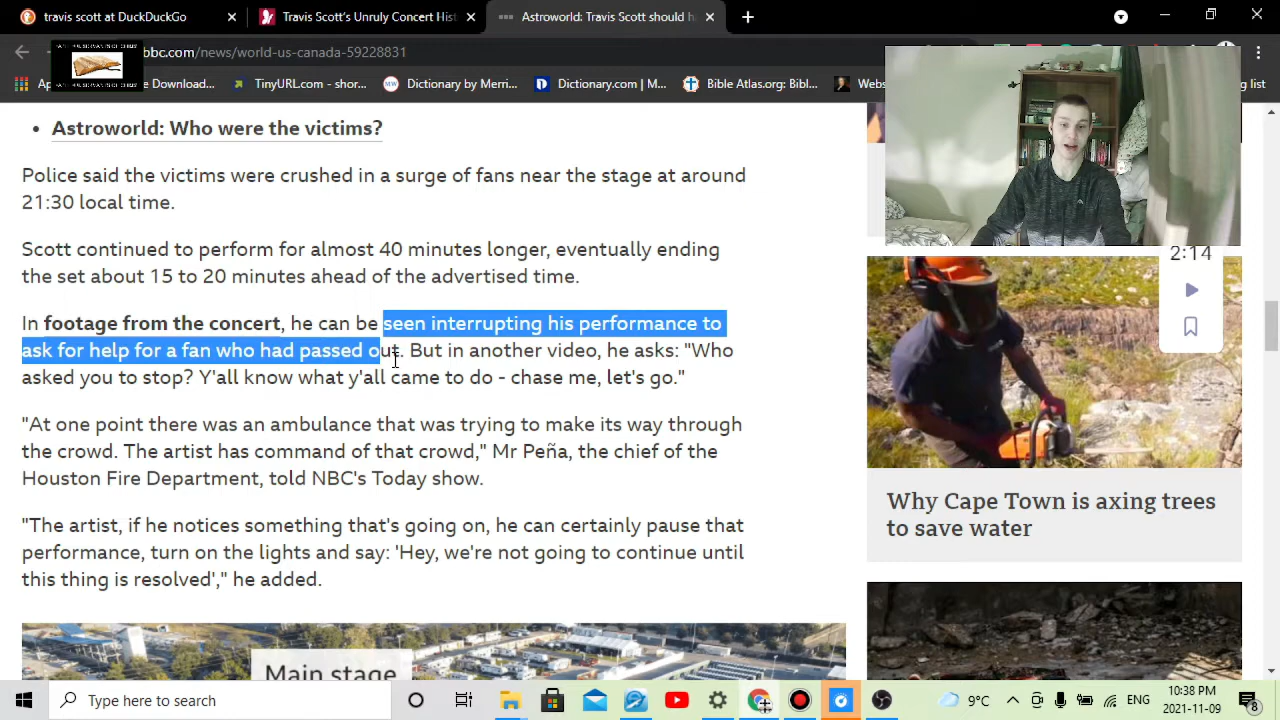 travis scott at DuckDuckGo
Travis Scott's Unruly Concert His
Astroworld: Travis Scott should h
bbc.com/news/world-us-canada-59228831
Ap
e Download...
TinyURL.com - shor...
Dictionary by Merri...
Dictionary.com | M...
Bible Atlas.org: Bibl...
Webs
g list
Astroworld: Who were the victims?
Police said the victims were crushed in a surge of fans near the stage at around
21:30 local time.
Scott continued to perform for almost 40 minutes longer, eventually ending
the set about 15 to 20 minutes ahead of the advertised time.
In footage from the concert, he can be seen interrupting his performance to
ask for help for a fan who had passed out. But in another video, he asks: "Who
asked you to stop? Y'all know what y'all came to do - chase me, let's go."
"At one point there was an ambulance that was trying to make its way through
the crowd. The artist has command of that crowd," Mr Peña, the chief of the
Houston Fire Department, told NBC's Today show.
"The artist, if he notices something that's going on, he can certainly pause that
performance, turn on the lights and say: 'Hey, we're not going to continue until
this thing is resolved'," he added.
Main stage
2:14
Why Cape Town is axing trees
to save water
Type here to search
9°C
ENG
10:38 PM
2021-11-09
8